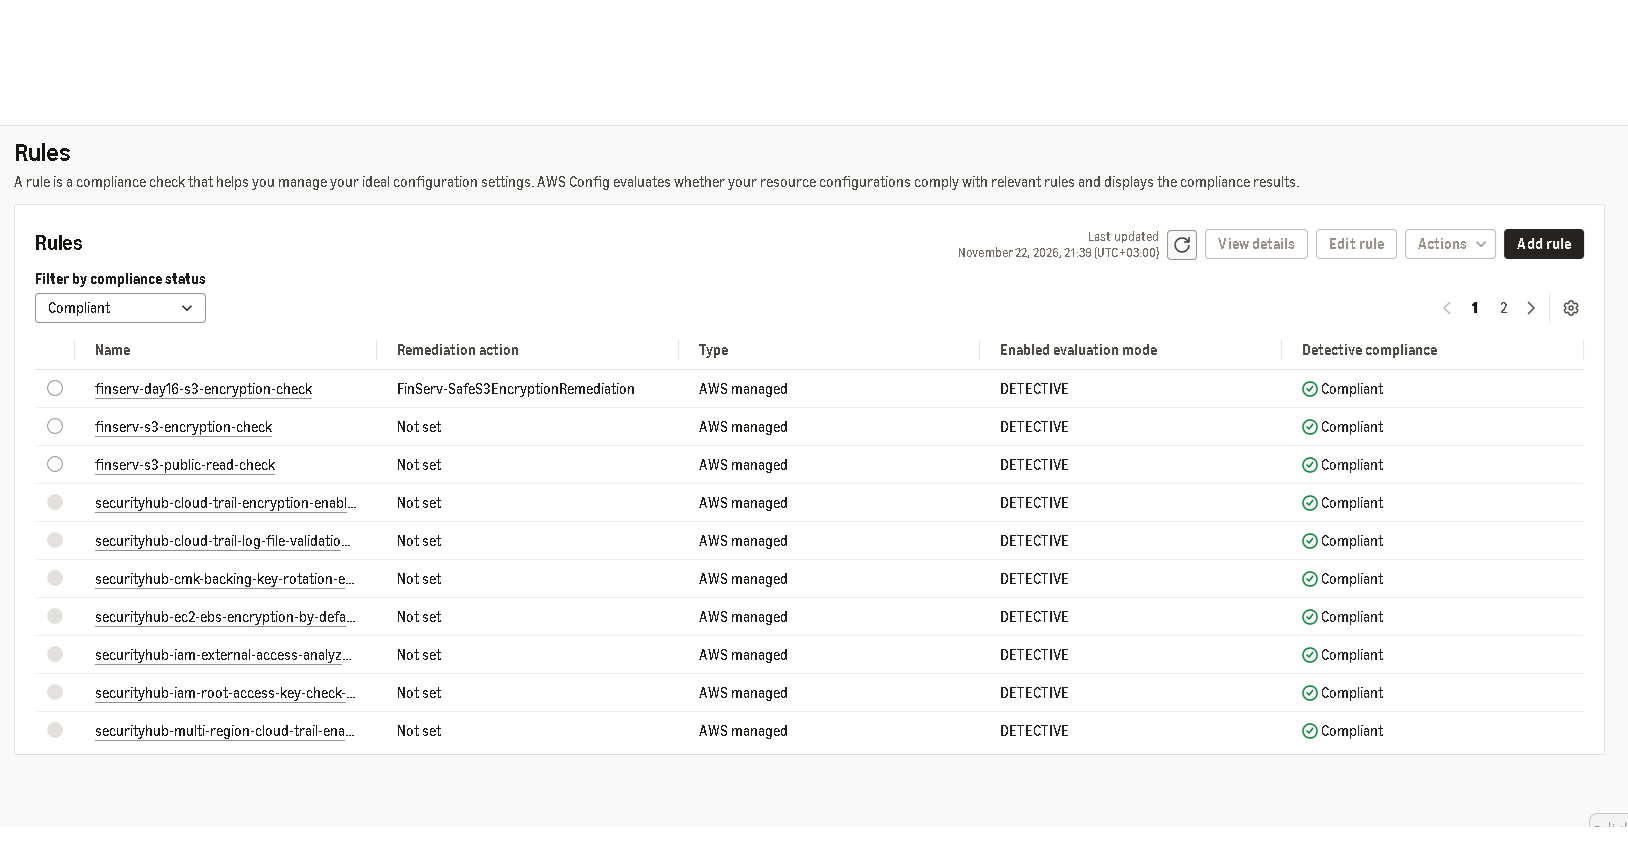 Rules
A rule is a compliance check that helps you manage your ideal configuration settings. AWS Config evaluates whether your resource configurations comply with relevant rules and displays the compliance results.
Rules
Last updated
November 22, 2026, 21:39 (UTC+03:00)
View details
Edit rule
Actions
Add rule
Filter by compliance status
Compliant
1 2
Name Remediation action Type Enabled evaluation mode Detective compliance
finserv-day16-s3-encryption-check FinServ-SafeS3EncryptionRemediation AWS managed DETECTIVE Compliant
finserv-s3-encryption-check Not set AWS managed DETECTIVE Compliant
finserv-s3-public-read-check Not set AWS managed DETECTIVE Compliant
securityhub-cloud-trail-encryption-enabl... Not set AWS managed DETECTIVE Compliant
securityhub-cloud-trail-log-file-validatio... Not set AWS managed DETECTIVE Compliant
securityhub-cmk-backing-key-rotation-e... Not set AWS managed DETECTIVE Compliant
securityhub-ec2-ebs-encryption-by-defa... Not set AWS managed DETECTIVE Compliant
securityhub-iam-external-access-analyz... Not set AWS managed DETECTIVE Compliant
securityhub-iam-root-access-key-check-... Not set AWS managed DETECTIVE Compliant
securityhub-multi-region-cloud-trail-ena... Not set AWS managed DETECTIVE Compliant